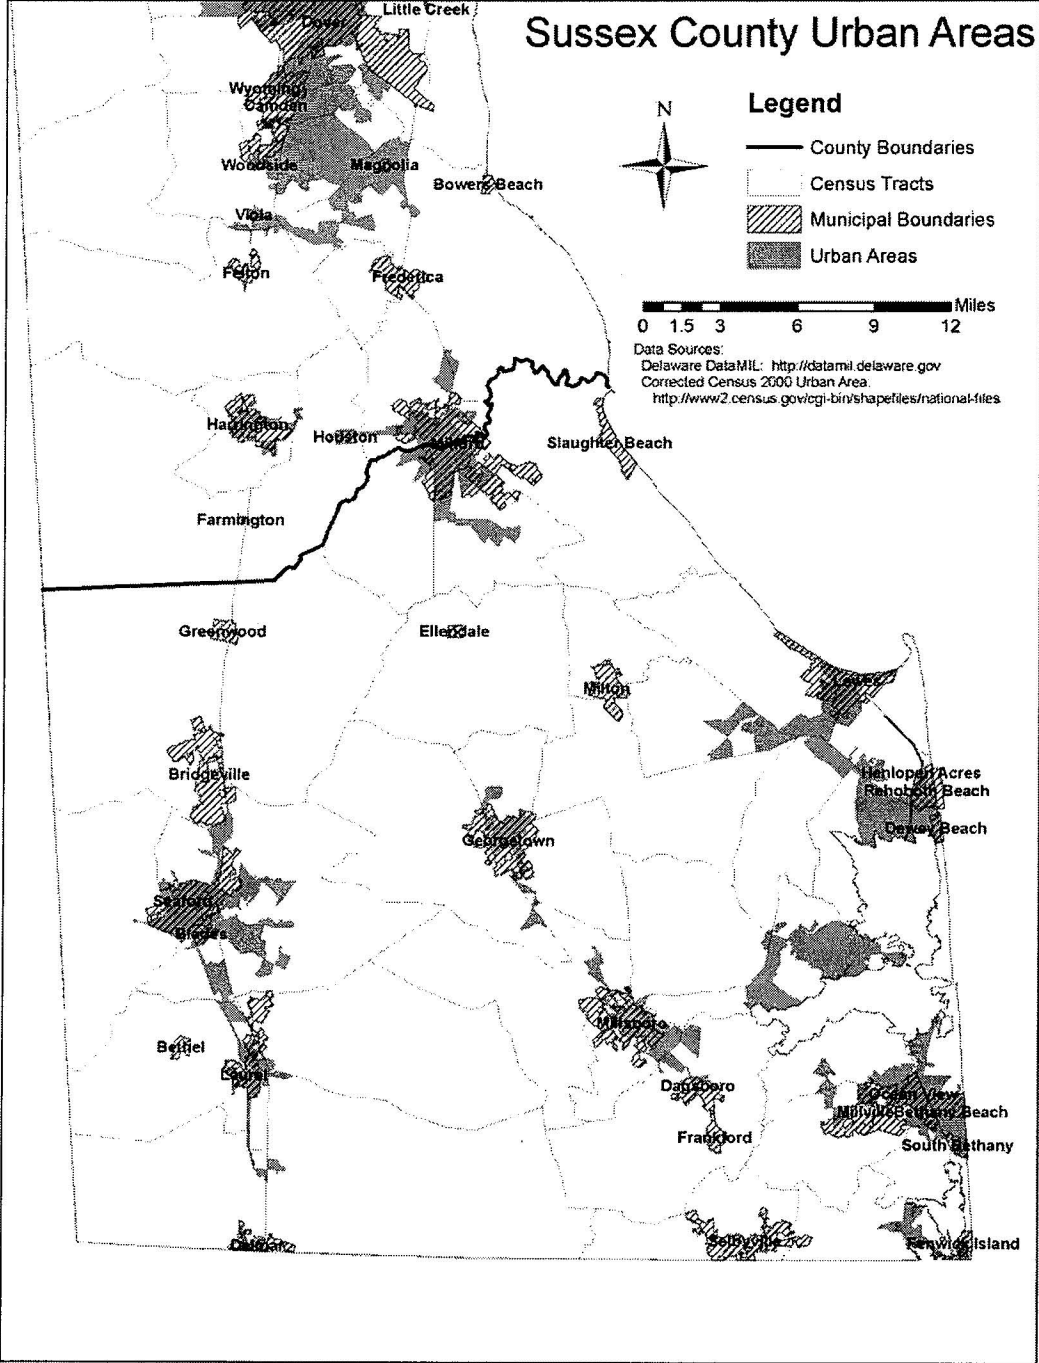 Sussex County Urban Areas
Little Creek
Dover
Wyoming
Camden
Woodside
Magnolia
Bowers Beach
Viola
Felton
Frederica
N
Legend
County Boundaries
Census Tracts
Municipal Boundaries
Urban Areas
Miles
0 1.5 3 6 9 12
Data Sources:
Delaware DataMIL: http://datamil.delaware.gov
Corrected Census 2000 Urban Area:
http://www2.census.gov/cgi-bin/shapefiles/national-files
Harrington
Houston
Milford
Slaughter Beach
Farmington
Greenwood
Ellendale
Milton
Lewes
Bridgeville
Henlopen Acres
Rehoboth Beach
Dewey Beach
Georgetown
Seaford
Blades
Bethel
Laurel
Millsboro
Dagsboro
Frankford
Ocean View
Millville Bethany Beach
South Bethany
Delmar
Selbyville
Fenwick Island